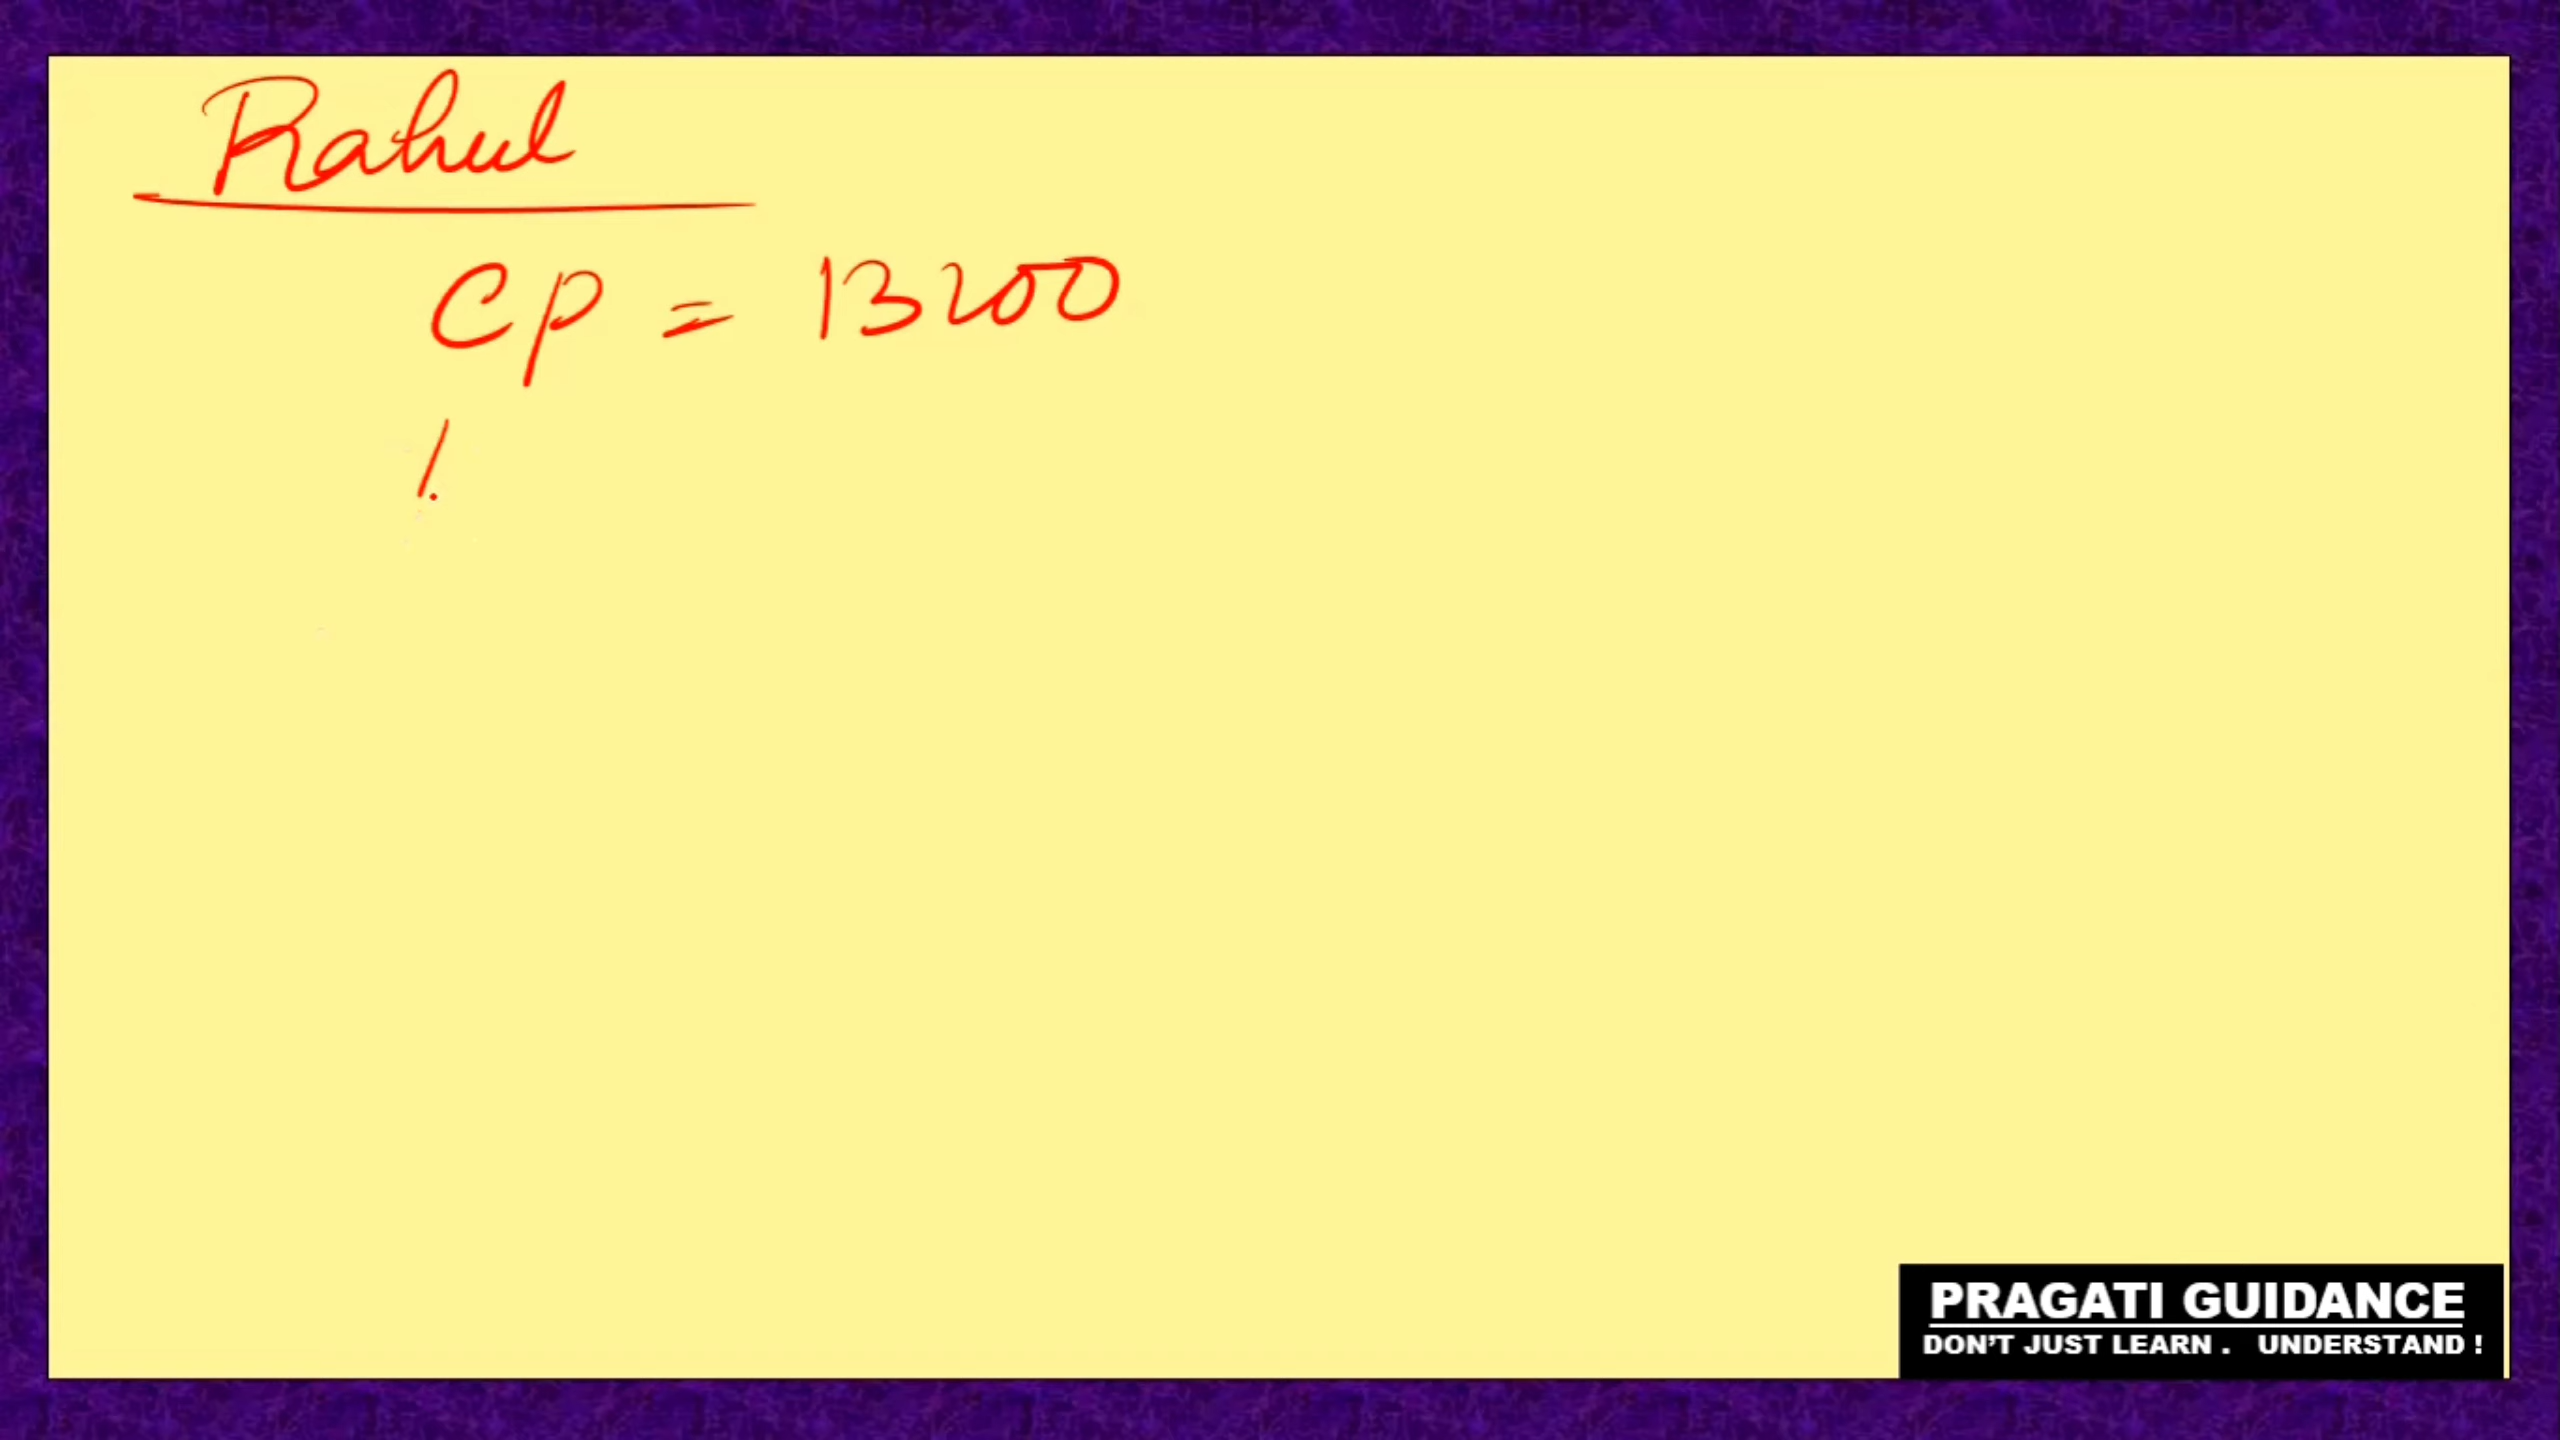 Rahul
CP = 13200
/.
PRAGATI GUIDANCE
DON'T JUST LEARN. UNDERSTAND !